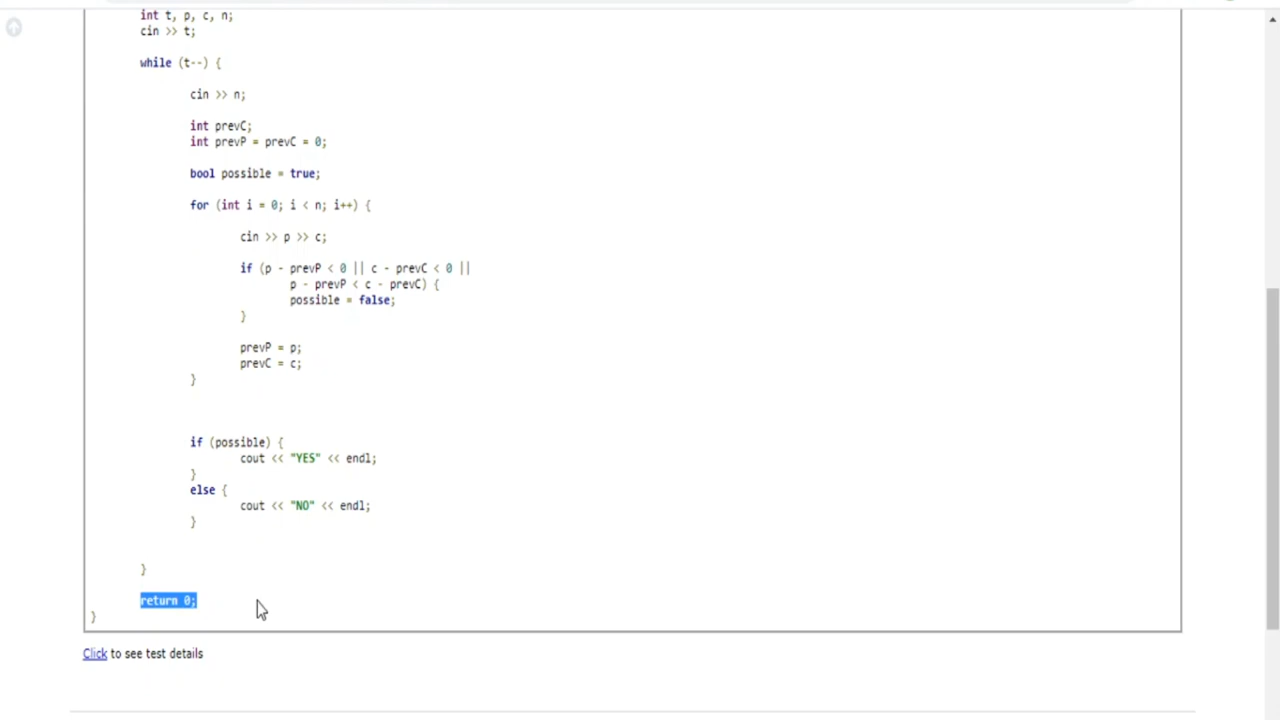 int t, p, c, n;
cin >> t;
while (t--) {
cin >> n;
int prevC;
int prevP = prevC = 0;
bool possible = true;
for (int i = 0; i < n; i++) {
cin >> p >> c;
if (p - prevP < 0 || c - prevC < 0 ||
p - prevP < c - prevC) {
possible = false;
}
prevP = p;
prevC = c;
}
if (possible) {
cout << "YES" << endl;
}
else {
cout << "NO" << endl;
}
}
return 0;
}
Click to see test details